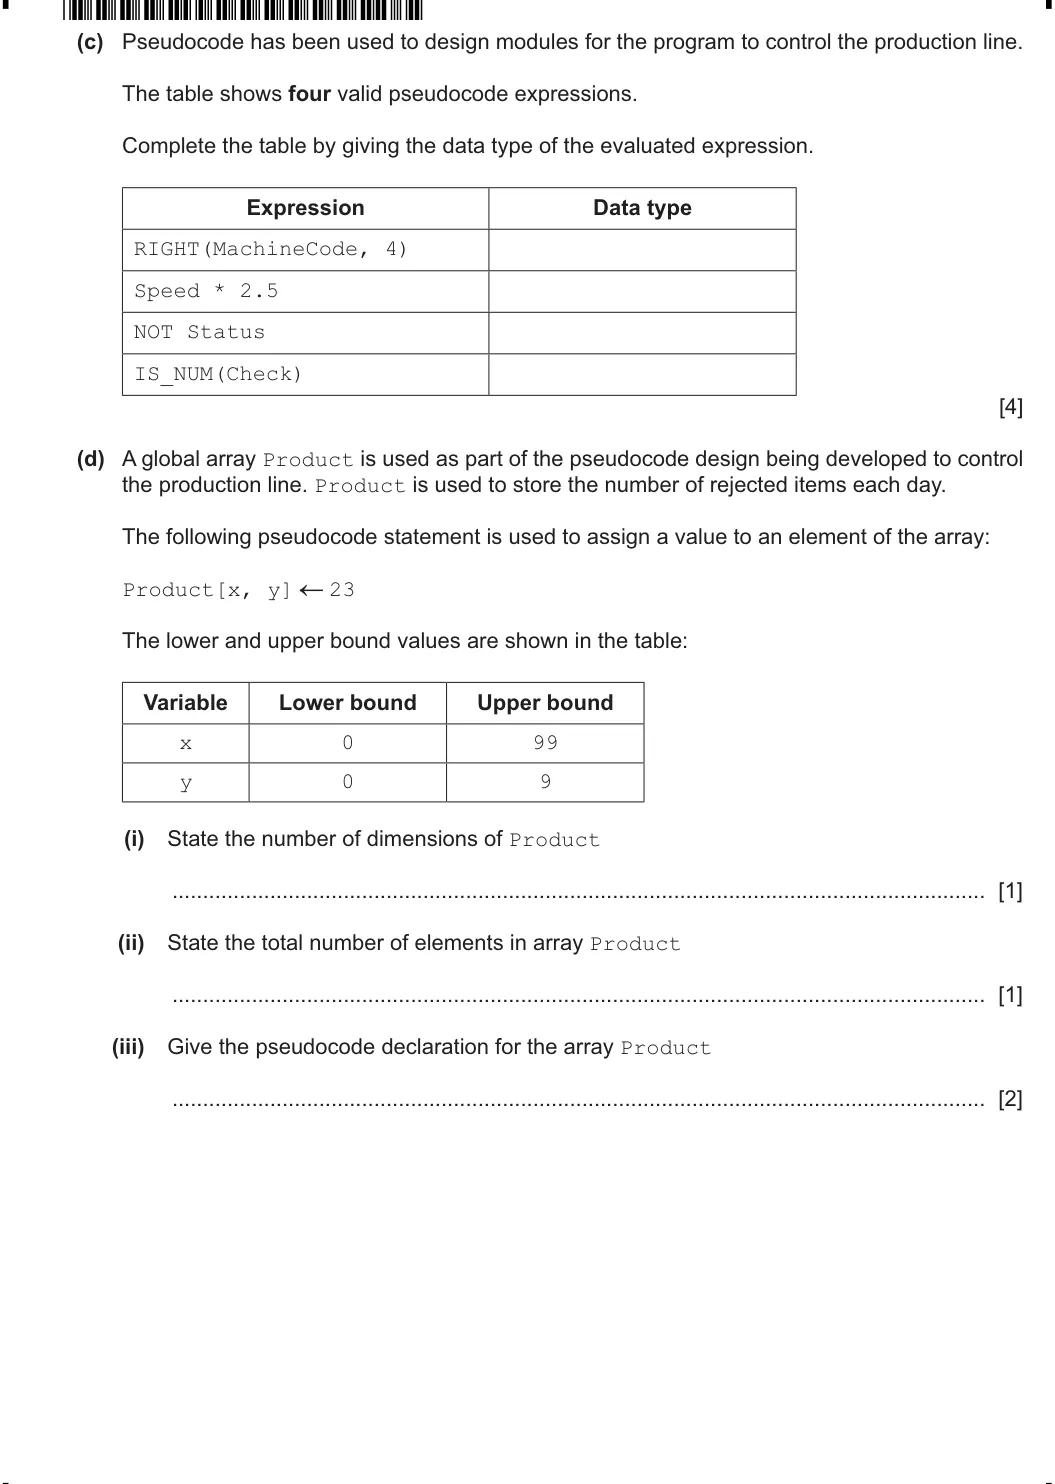 (c) Pseudocode has been used to design modules for the program to control the production line.
The table shows four valid pseudocode expressions.
Complete the table by giving the data type of the evaluated expression.
Expression Data type
RIGHT(MachineCode, 4)
Speed * 2.5
NOT Status
IS_NUM(Check)
[4]
(d) A global array Product is used as part of the pseudocode design being developed to control
the production line. Product is used to store the number of rejected items each day.
The following pseudocode statement is used to assign a value to an element of the array:
Product[x, y] ← 23
The lower and upper bound values are shown in the table:
Variable Lower bound Upper bound
x 0 99
y 0 9
(i) State the number of dimensions of Product
.................................................................................................................................... [1]
(ii) State the total number of elements in array Product
.................................................................................................................................... [1]
(iii) Give the pseudocode declaration for the array Product
.................................................................................................................................... [2]